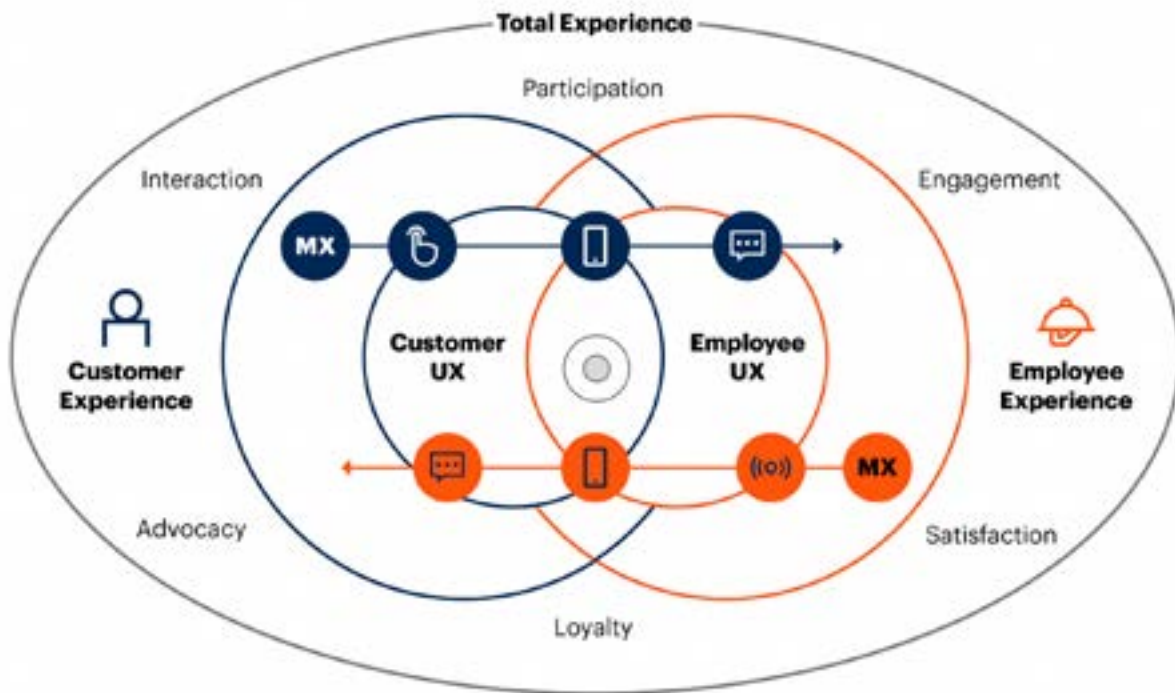 Total Experience
Participation
Interaction
Engagement
MX
Customer
UX
Employee
UX
Customer
Experience
Employee
Experience
MX
Advocacy
Satisfaction
Loyalty